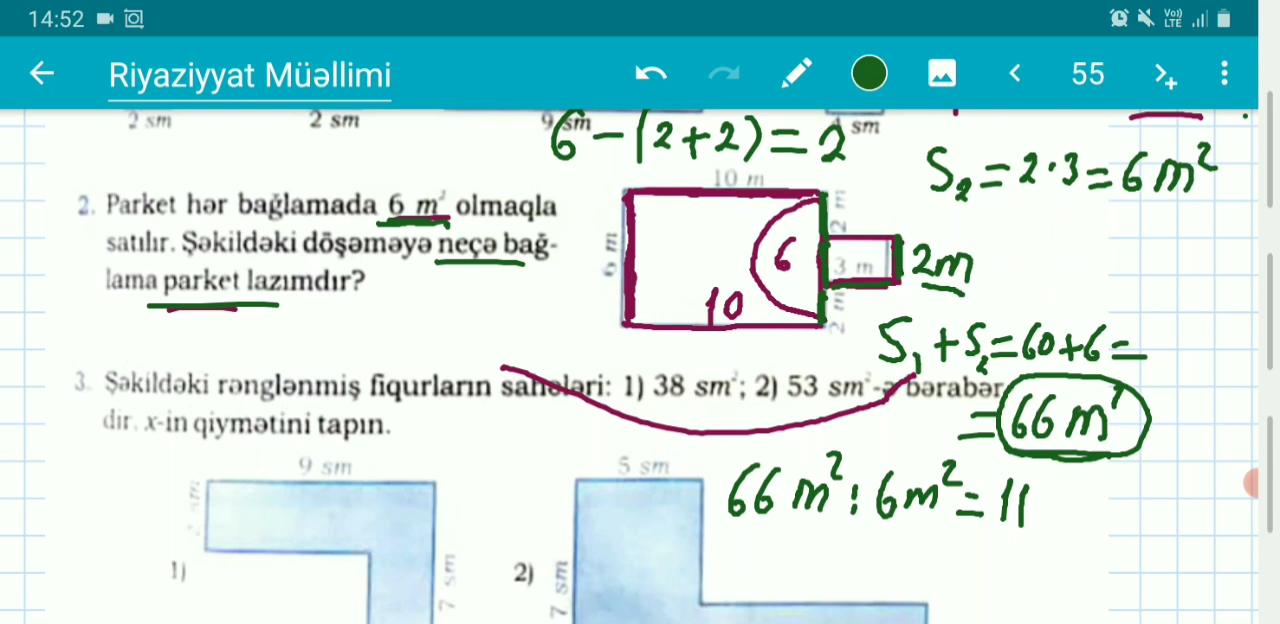 14:52
Vo)) LTE
Riyaziyyat Müəllimi
55
2 sm 2 sm 9 sm sm
6-(2+2)=2
S₂=2·3=6 m²
10 m
2. Parket hər bağlamada 6 m² olmaqla
satılır. Şəkildəki döşəməyə neçə bağ-
lama parket lazımdır?
6 m
2 m
6
3 m
2m
10
2 m
S₁+S₂=60+6=
=66 m²
3. Şəkildəki rənglənmiş fiqurların sahələri: 1) 38 sm²; 2) 53 sm²-ə bərabər
dir. x-in qiymətini tapın.
66 m²:6m²=11
9 sm
5 sm
1)
7 sm
2)
7 sm